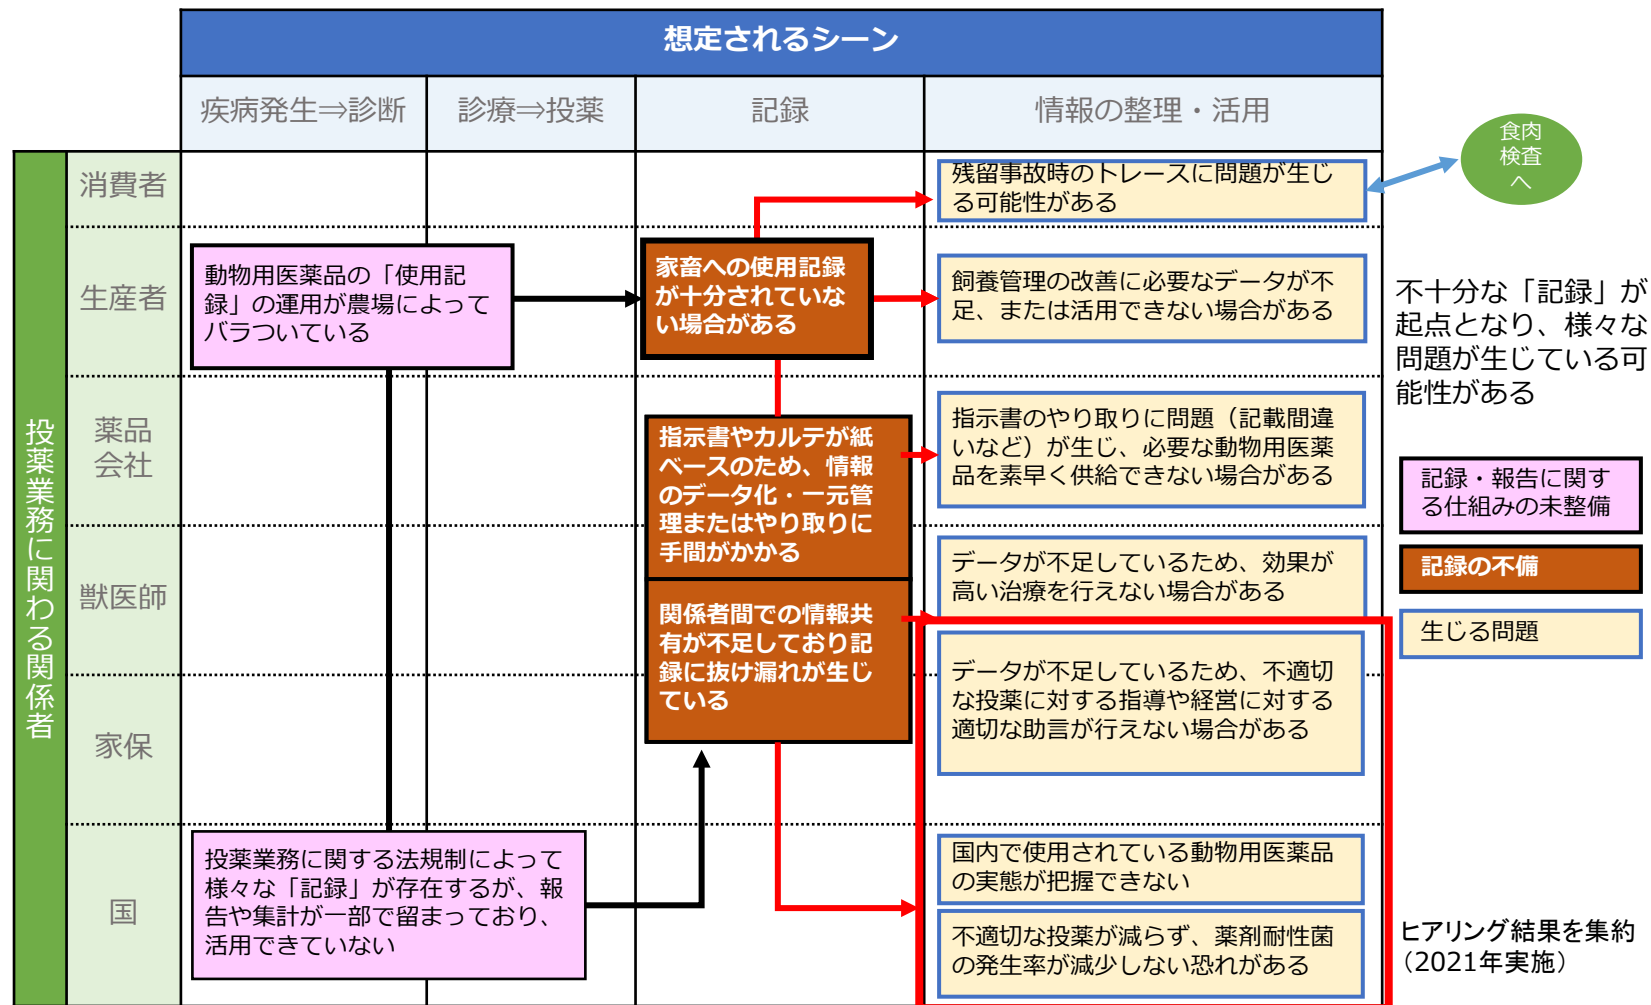 想定されるシーン
疾病発生⇒診断
診療⇒投薬
記録
情報の整理・活用
投薬業務に関わる関係者
消費者
残留事故時のトレースに問題が生じ
る可能性がある
食肉
検査
へ
生産者
動物用医薬品の「使用記
録」の運用が農場によって
バラついている
家畜への使用記録
が十分されていな
い場合がある
飼養管理の改善に必要なデータが不
足、または活用できない場合がある
不十分な「記録」が
起点となり、様々な
問題が生じている可
能性がある
薬品
会社
指示書やカルテが紙
ベースのため、情報
のデータ化・一元管
理またはやり取りに
手間がかかる
指示書のやり取りに問題（記載間違
いなど）が生じ、必要な動物用医薬
品を素早く供給できない場合がある
記録・報告に関す
る仕組みの未整備
記録の不備
生じる問題
獣医師
関係者間での情報共
有が不足しており記
録に抜け漏れが生じ
ている
データが不足しているため、効果が
高い治療を行えない場合がある
家保
データが不足しているため、不適切
な投薬に対する指導や経営に対する
適切な助言が行えない場合がある
国
投薬業務に関する法規制によって
様々な「記録」が存在するが、報
告や集計が一部で留まっており、
活用できていない
国内で使用されている動物用医薬品
の実態が把握できない
不適切な投薬が減らず、薬剤耐性菌
の発生率が減少しない恐れがある
ヒアリング結果を集約
（2021年実施）